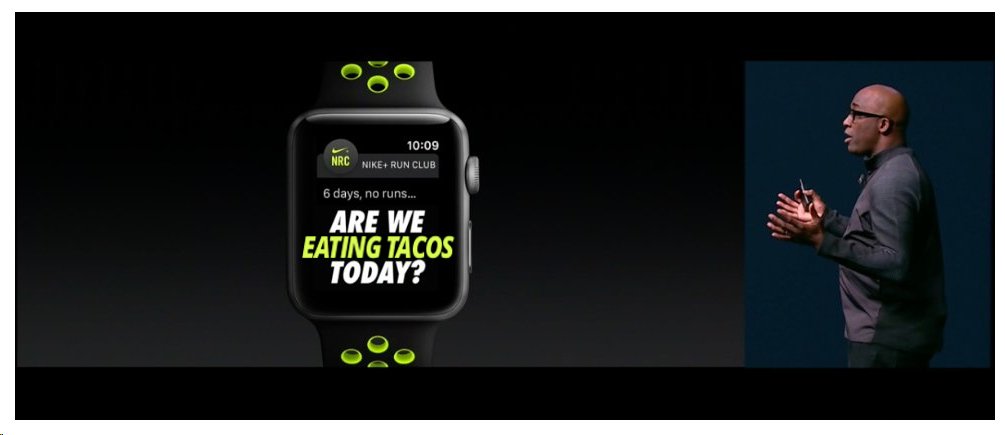 10:09
NRC
NIKE+ RUN CLUB
6 days, no runs...
ARE WE
EATING TACOS
TODAY?